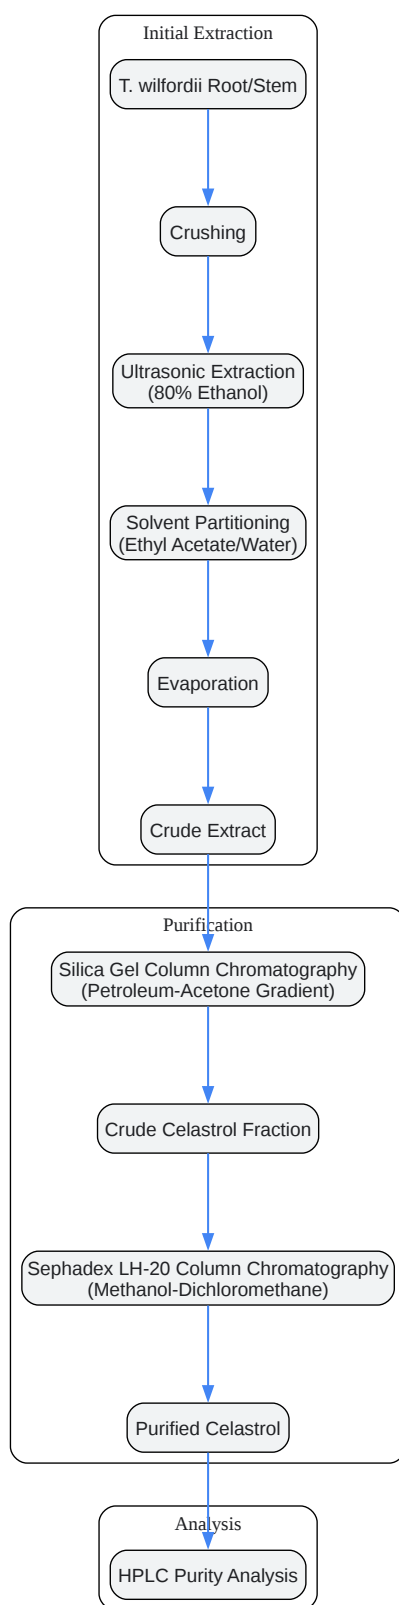 Initial Extraction
T. wilfordii Root/Stem
Crushing
Ultrasonic Extraction
(80% Ethanol)
Solvent Partitioning
(Ethyl Acetate/Water)
Evaporation
Crude Extract
Purification
Silica Gel Column Chromatography
(Petroleum-Acetone Gradient)
Crude Celastrol Fraction
Sephadex LH-20 Column Chromatography
(Methanol-Dichloromethane)
Purified Celastrol
Analysis
HPLC Purity Analysis